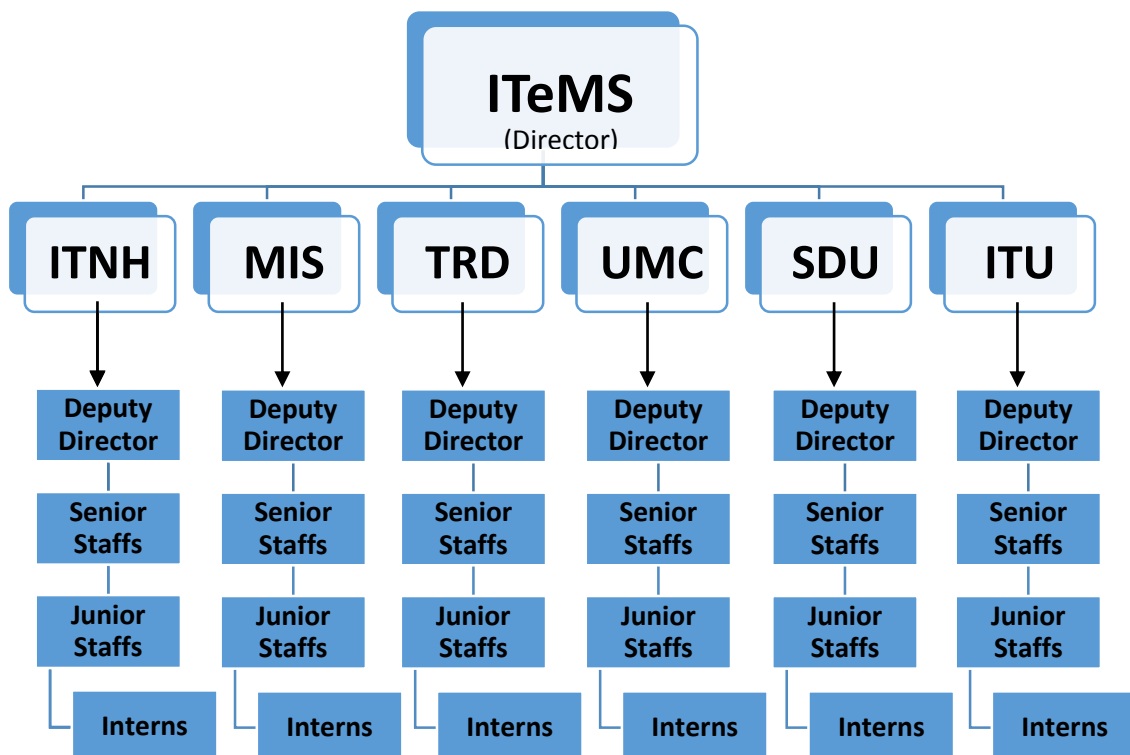 ITeMS
(Director)
ITNH
MIS
TRD
UMC
SDU
ITU
Deputy
Director
Deputy
Director
Deputy
Director
Deputy
Director
Deputy
Director
Deputy
Director
Senior
Staffs
Senior
Staffs
Senior
Staffs
Senior
Staffs
Senior
Staffs
Senior
Staffs
Junior
Staffs
Junior
Staffs
Junior
Staffs
Junior
Staffs
Junior
Staffs
Junior
Staffs
Interns
Interns
Interns
Interns
Interns
Interns